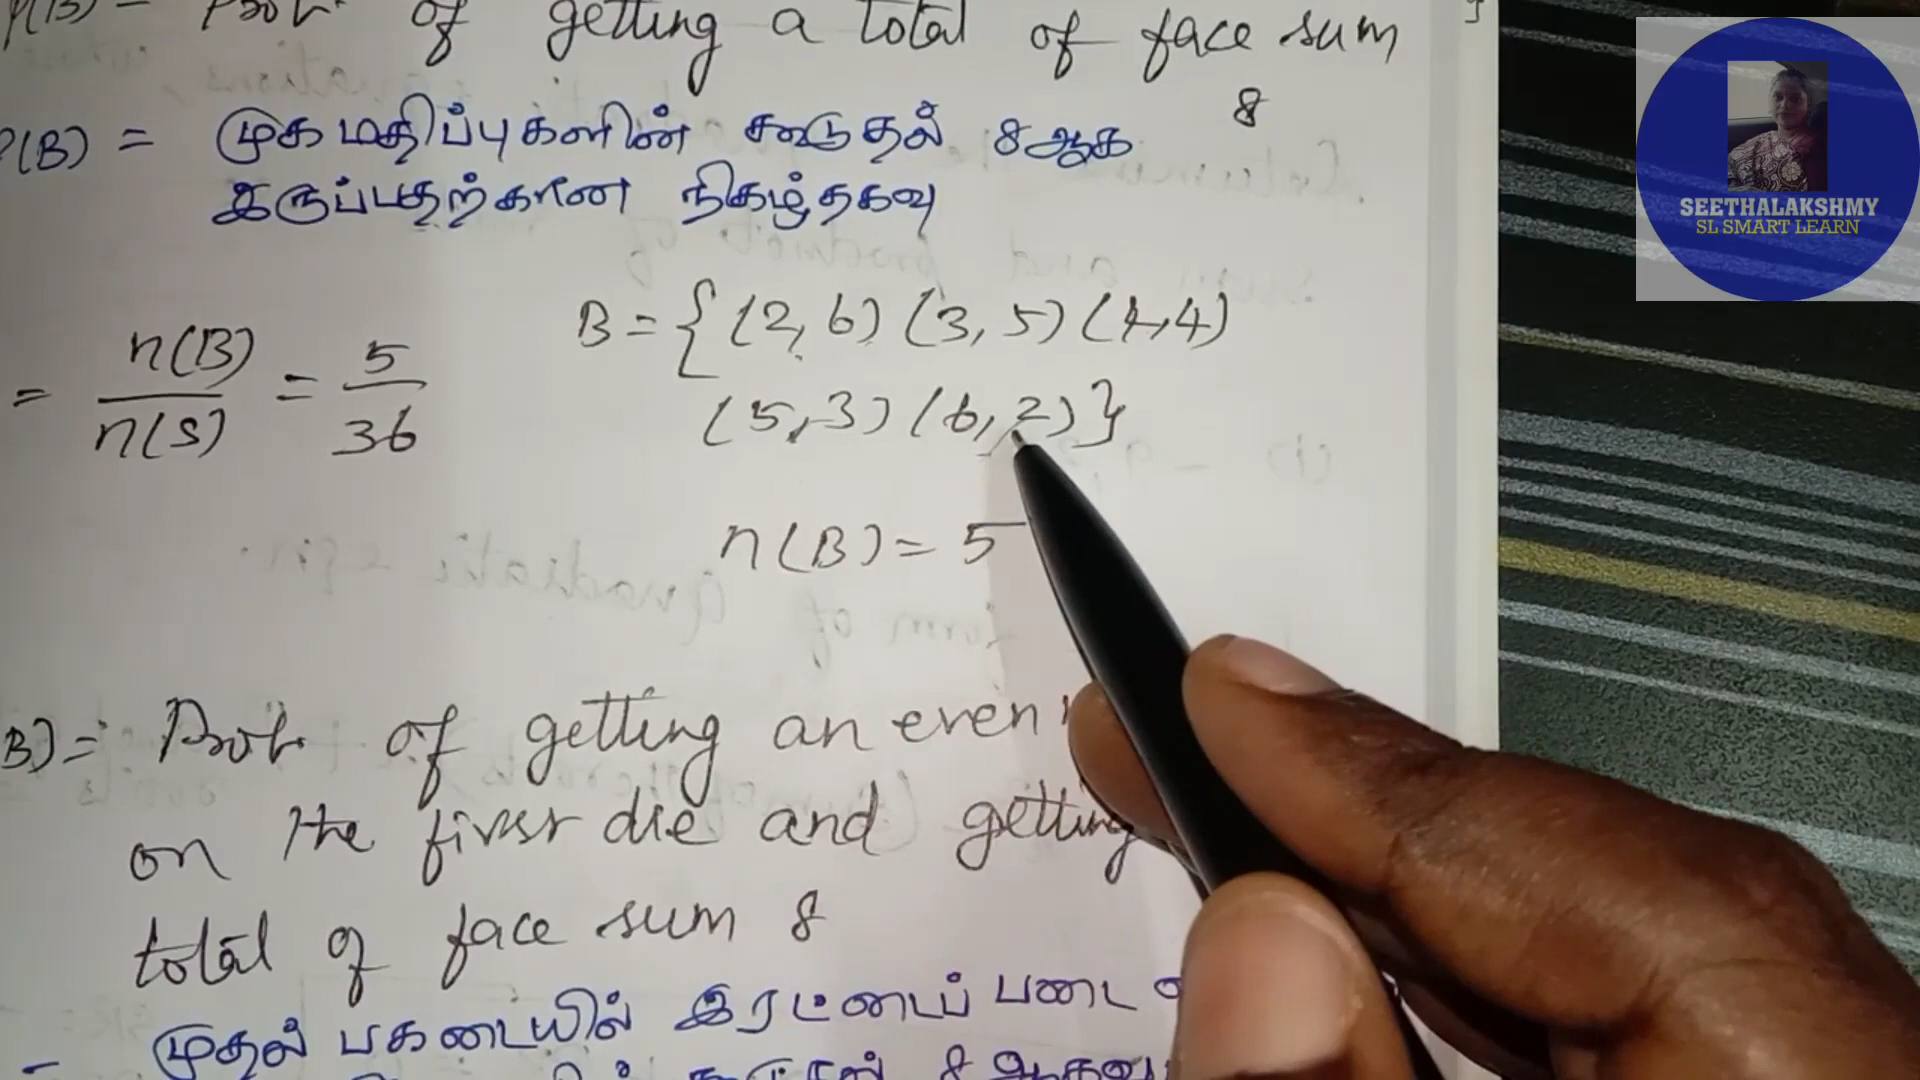 P(B) = Prob. of getting a total of face sum
8
P(B) = முக மதிப்புகளின் கூடுதல் 8ஆக
இருப்பதற்கான நிகழ்தகவு
B = {(2, 6) (3, 5) (4,4)
(5,3) (6,2)}
= n(B)/n(S) = 5/36
n(B) = 5
B) = Prob. of getting an even
on the first die and getting
total of face sum 8
= முதல் பகடையில் இரட்டைப் படை
8 ஆகவு
SEETHALAKSHMY
SL SMART LEARN